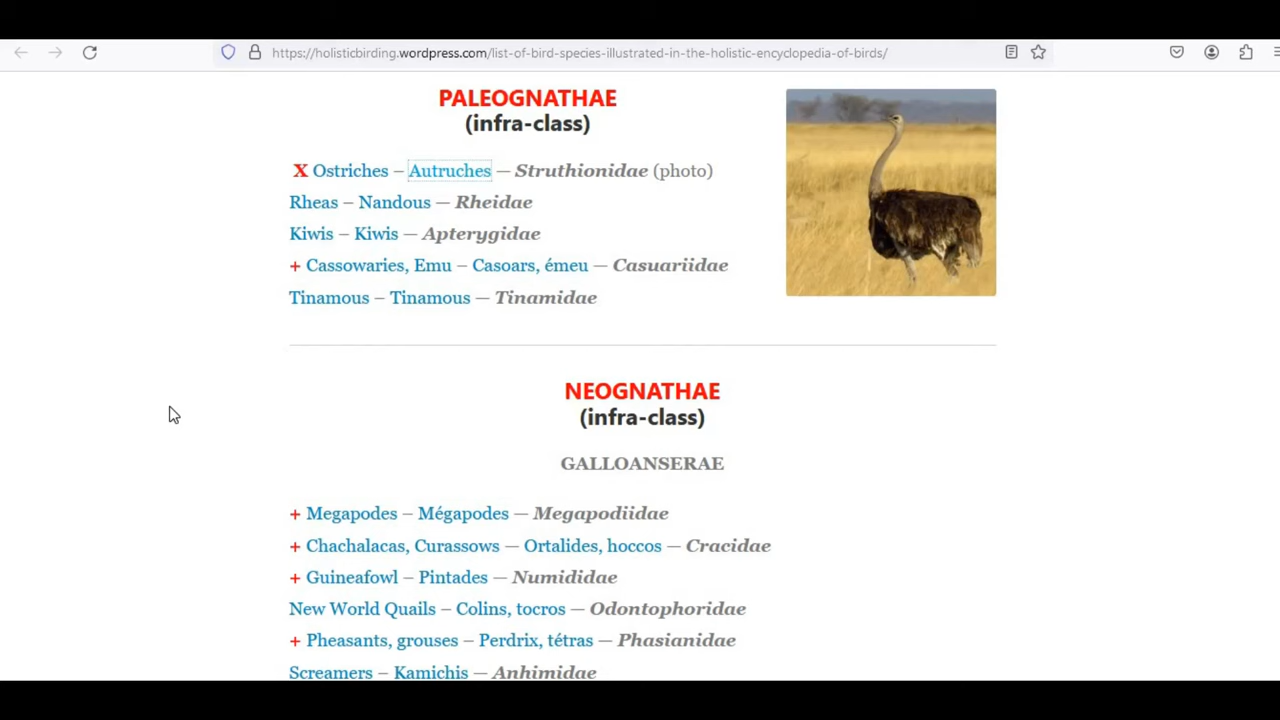 https://holisticbirding.wordpress.com/list-of-bird-species-illustrated-in-the-holistic-encyclopedia-of-birds/
PALEOGNATHAE
(infra-class)
X Ostriches – Autruches — Struthionidae (photo)
Rheas – Nandous — Rheidae
Kiwis – Kiwis — Apterygidae
+ Cassowaries, Emu – Casoars, émeu — Casuariidae
Tinamous – Tinamous — Tinamidae
NEOGNATHAE
(infra-class)
GALLOANSERAE
+ Megapodes – Mégapodes — Megapodiidae
+ Chachalacas, Curassows — Ortalides, hoccos — Cracidae
+ Guineafowl – Pintades — Numididae
New World Quails – Colins, tocros — Odontophoridae
+ Pheasants, grouses – Perdrix, tétras — Phasianidae
Screamers – Kamichis — Anhimidae